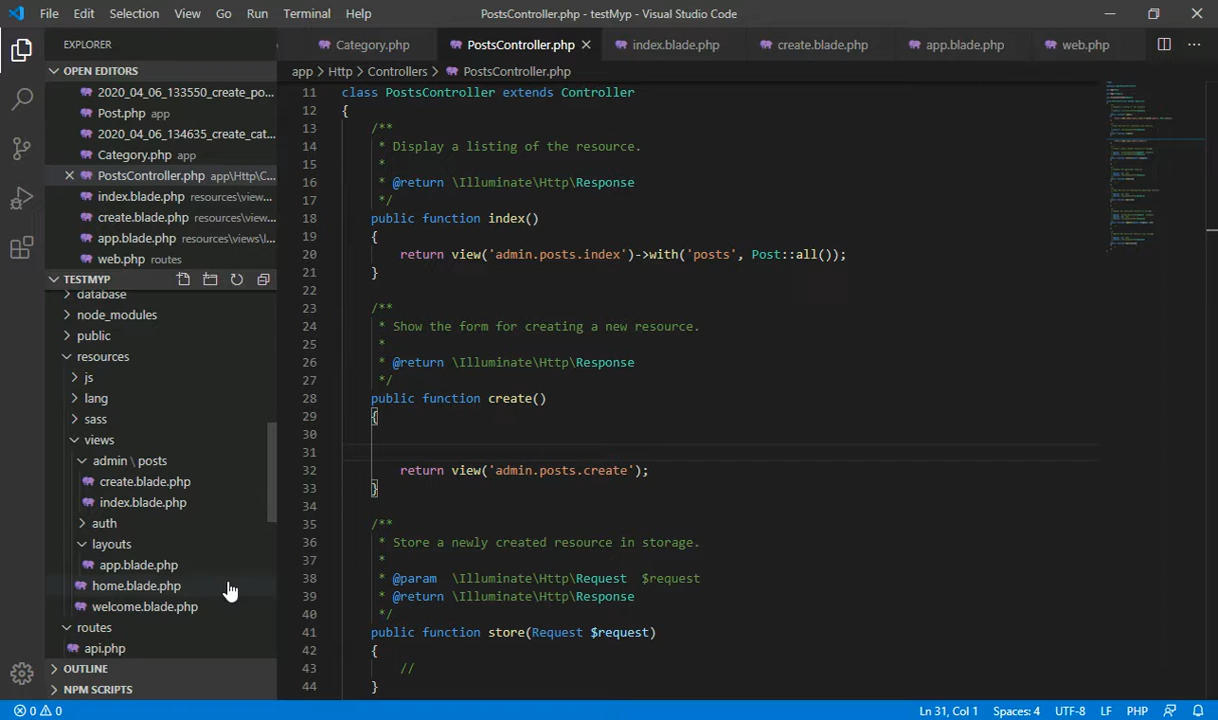 File Edit Selection View Go Run Terminal Help PostsController.php - testMyp - Visual Studio Code
EXPLORER
OPEN EDITORS
2020_04_06_133550_create_po...
Post.php app
2020_04_06_134635_create_cat...
Category.php app
PostsController.php app\Http\C...
index.blade.php resources\view...
create.blade.php resources\view...
app.blade.php resources\views\l...
web.php routes
TESTMYP
database
node_modules
public
resources
js
lang
sass
views
admin \ posts
create.blade.php
index.blade.php
auth
layouts
app.blade.php
home.blade.php
welcome.blade.php
routes
api.php
OUTLINE
NPM SCRIPTS
Category.php PostsController.php index.blade.php create.blade.php app.blade.php web.php
app > Http > Controllers > PostsController.php
11 class PostsController extends Controller
12 {
13 /**
14 * Display a listing of the resource.
15 *
16 * @return \Illuminate\Http\Response
17 */
18 public function index()
19 {
20 return view('admin.posts.index')->with('posts', Post::all());
21 }
22
23 /**
24 * Show the form for creating a new resource.
25 *
26 * @return \Illuminate\Http\Response
27 */
28 public function create()
29 {
30
31
32 return view('admin.posts.create');
33 }
34
35 /**
36 * Store a newly created resource in storage.
37 *
38 * @param \Illuminate\Http\Request $request
39 * @return \Illuminate\Http\Response
40 */
41 public function store(Request $request)
42 {
43 //
44 }
0 0 Ln 31, Col 1 Spaces: 4 UTF-8 LF PHP